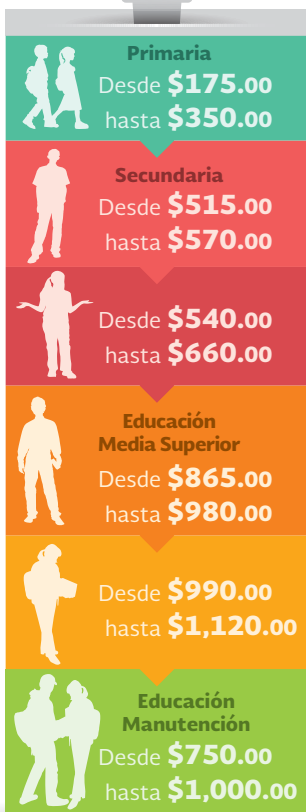 Primaria
Desde $175.00
hasta $350.00
Secundaria
Desde $515.00
hasta $570.00
Desde $540.00
hasta $660.00
Educación
Media Superior
Desde $865.00
hasta $980.00
Desde $990.00
hasta $1,120.00
Educación
Manutención
Desde $750.00
hasta $1,000.00